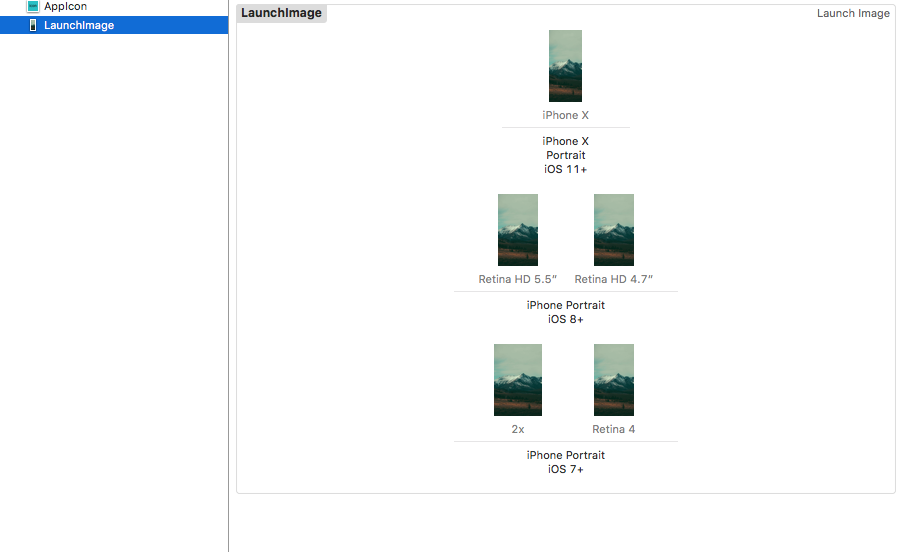 AppIcon
LaunchImage
LaunchImage
Launch Image
iPhone X
iPhone X
Portrait
iOS 11+
Retina HD 5.5″
Retina HD 4.7″
iPhone Portrait
iOS 8+
2x
Retina 4
iPhone Portrait
iOS 7+